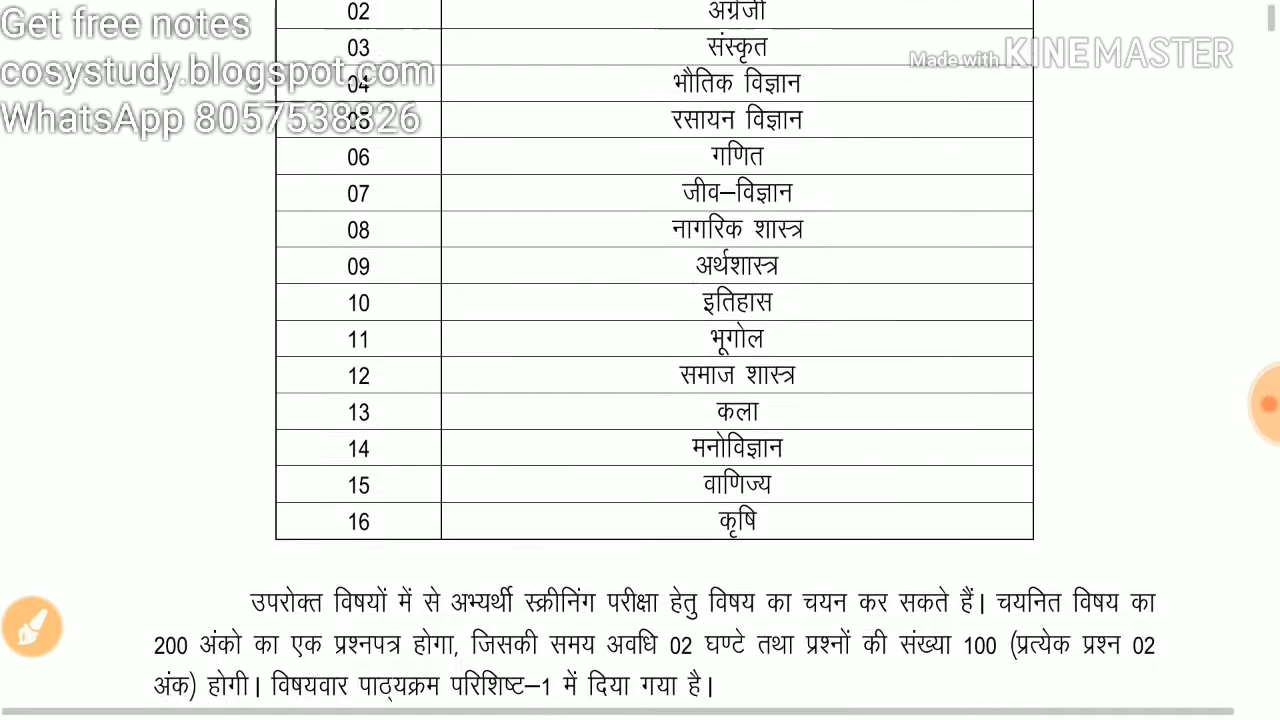 Get free notes
cosystudy.blogspot.com
WhatsApp 8057538826
Made with KINEMASTER
02 अंग्रेजी
03 संस्कृत
04 भौतिक विज्ञान
05 रसायन विज्ञान
06 गणित
07 जीव–विज्ञान
08 नागरिक शास्त्र
09 अर्थशास्त्र
10 इतिहास
11 भूगोल
12 समाज शास्त्र
13 कला
14 मनोविज्ञान
15 वाणिज्य
16 कृषि
उपरोक्त विषयों में से अभ्यर्थी स्क्रीनिंग परीक्षा हेतु विषय का चयन कर सकते हैं। चयनित विषय का
200 अंको का एक प्रश्नपत्र होगा, जिसकी समय अवधि 02 घण्टे तथा प्रश्नों की संख्या 100 (प्रत्येक प्रश्न 02
अंक) होगी। विषयवार पाठ्यक्रम परिशिष्ट–1 में दिया गया है।